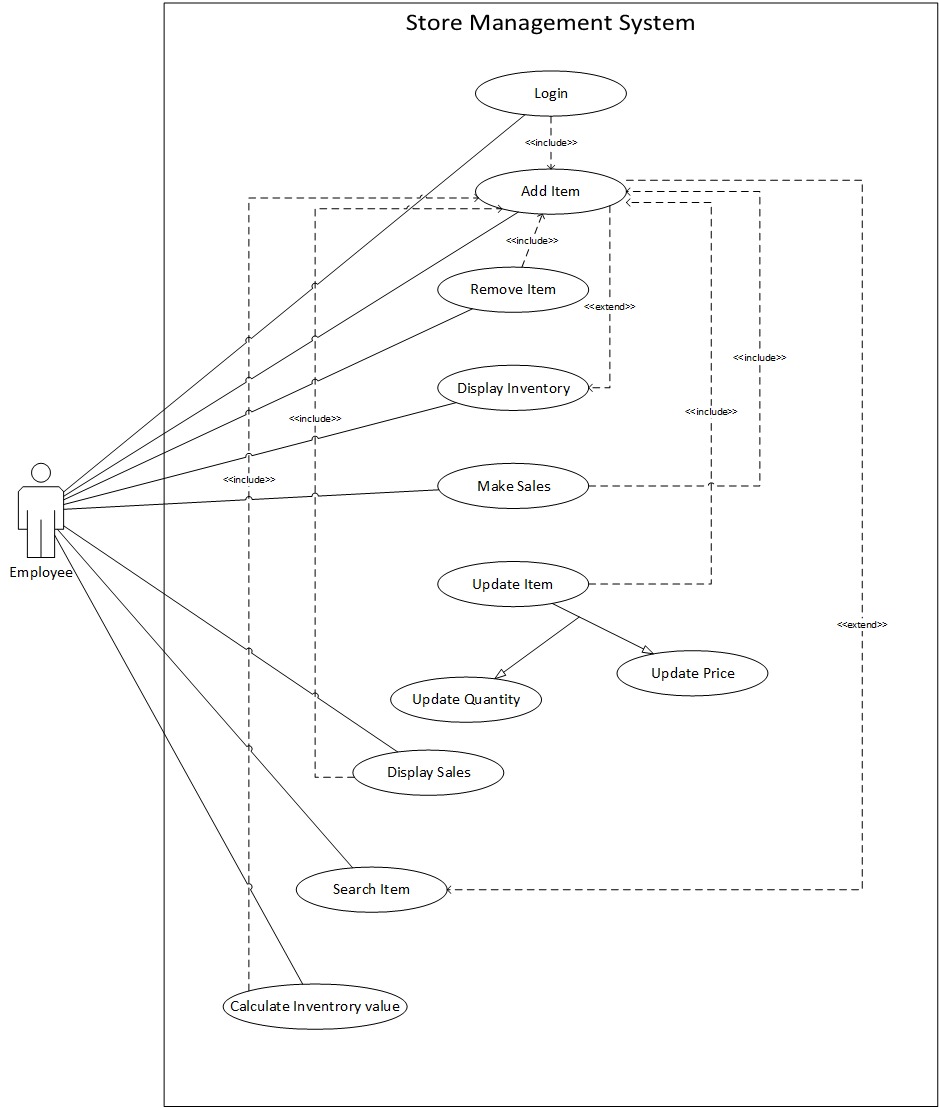 Store Management System
Login
<<include>>
Add Item
<<include>>
Remove Item
<<extend>>
<<include>>
Display Inventory
<<include>>
<<include>>
<<include>>
Make Sales
Employee
Update Item
<<extend>>
Update Price
Update Quantity
Display Sales
Search Item
Calculate Inventrory value